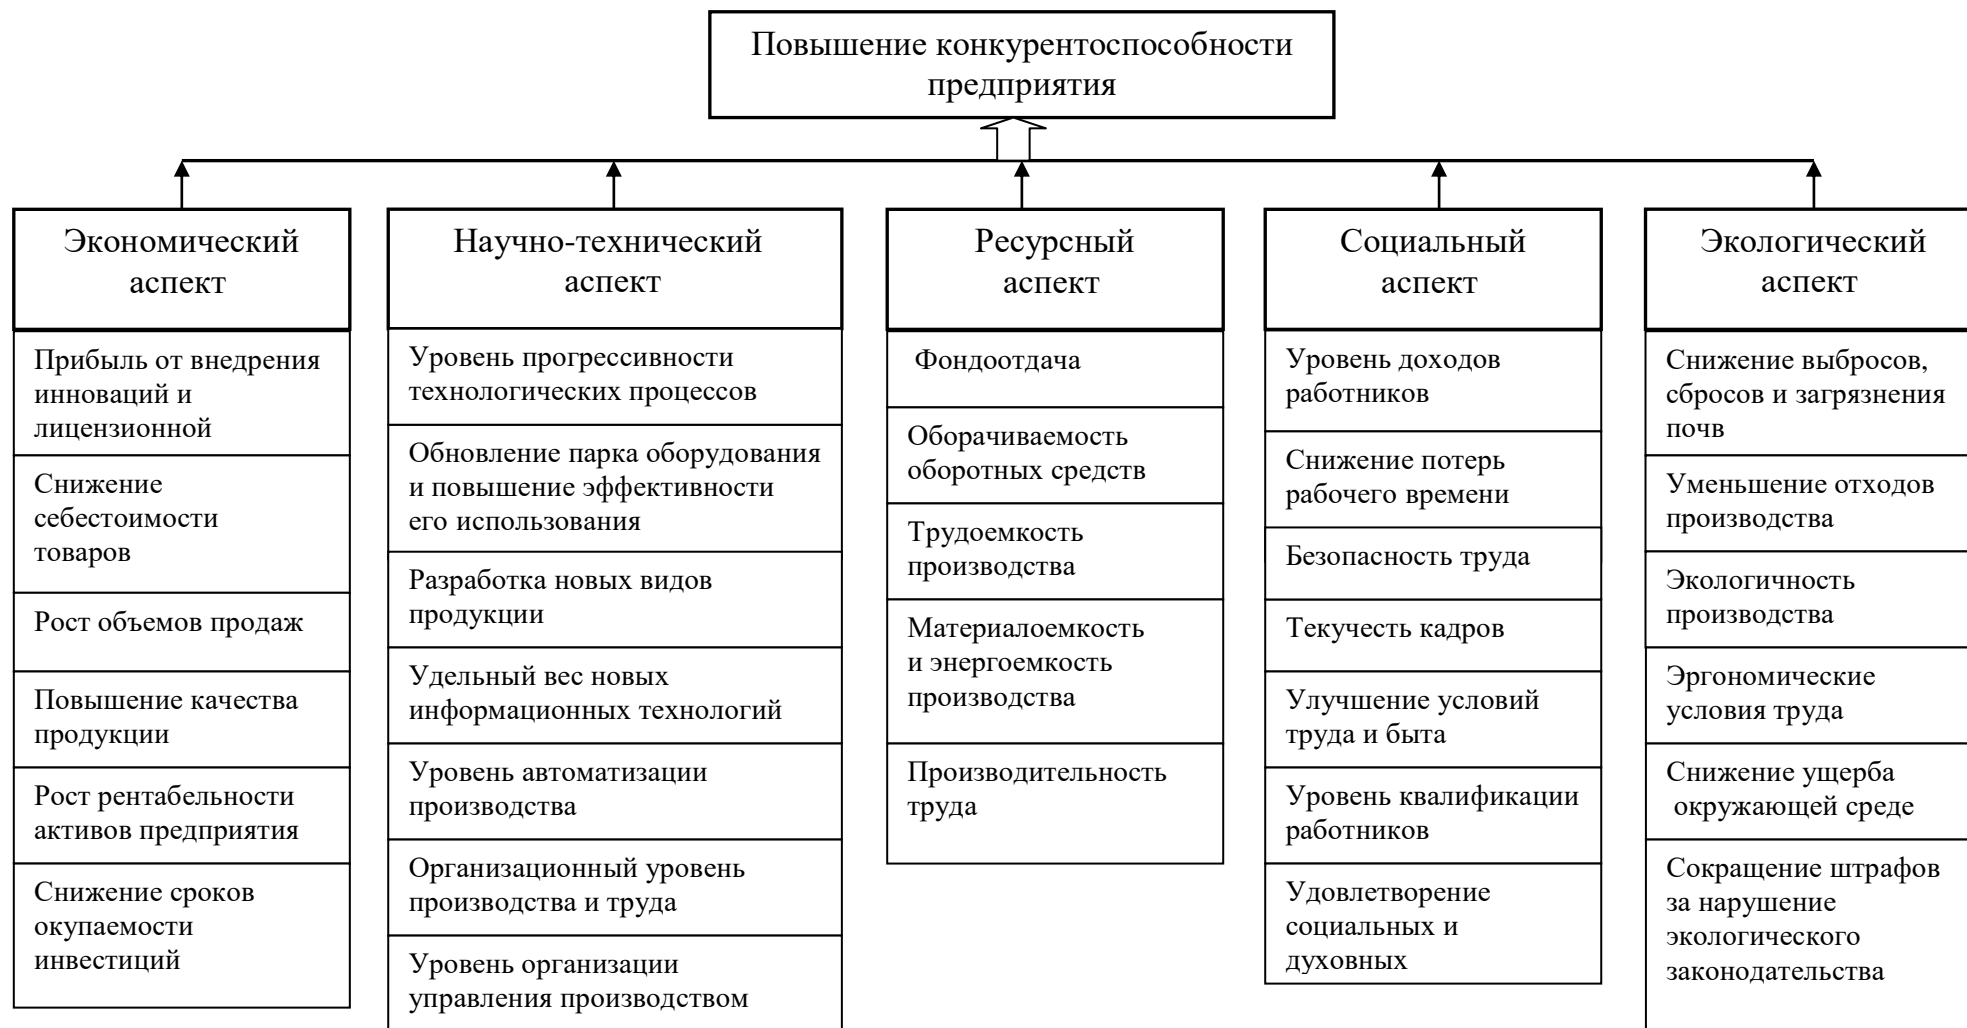 Повышение конкурентоспособности
предприятия
Экономический
аспект
Прибыль от внедрения
инноваций и
лицензионной
Снижение
себестоимости
товаров
Рост объемов продаж
Повышение качества
продукции
Рост рентабельности
активов предприятия
Снижение сроков
окупаемости
инвестиций
Научно-технический
аспект
Уровень прогрессивности
технологических процессов
Обновление парка оборудования
и повышение эффективности
его использования
Разработка новых видов
продукции
Удельный вес новых
информационных технологий
Уровень автоматизации
производства
Организационный уровень
производства и труда
Уровень организации
управления производством
Ресурсный
аспект
Фондоотдача
Оборачиваемость
оборотных средств
Трудоемкость
производства
Материалоемкость
и энергоемкость
производства
Производительность
труда
Социальный
аспект
Уровень доходов
работников
Снижение потерь
рабочего времени
Безопасность труда
Текучесть кадров
Улучшение условий
труда и быта
Уровень квалификации
работников
Удовлетворение
социальных и
духовных
Экологический
аспект
Снижение выбросов,
сбросов и загрязнения
почв
Уменьшение отходов
производства
Экологичность
производства
Эргономические
условия труда
Снижение ущерба
окружающей среде
Сокращение штрафов
за нарушение
экологического
законодательства